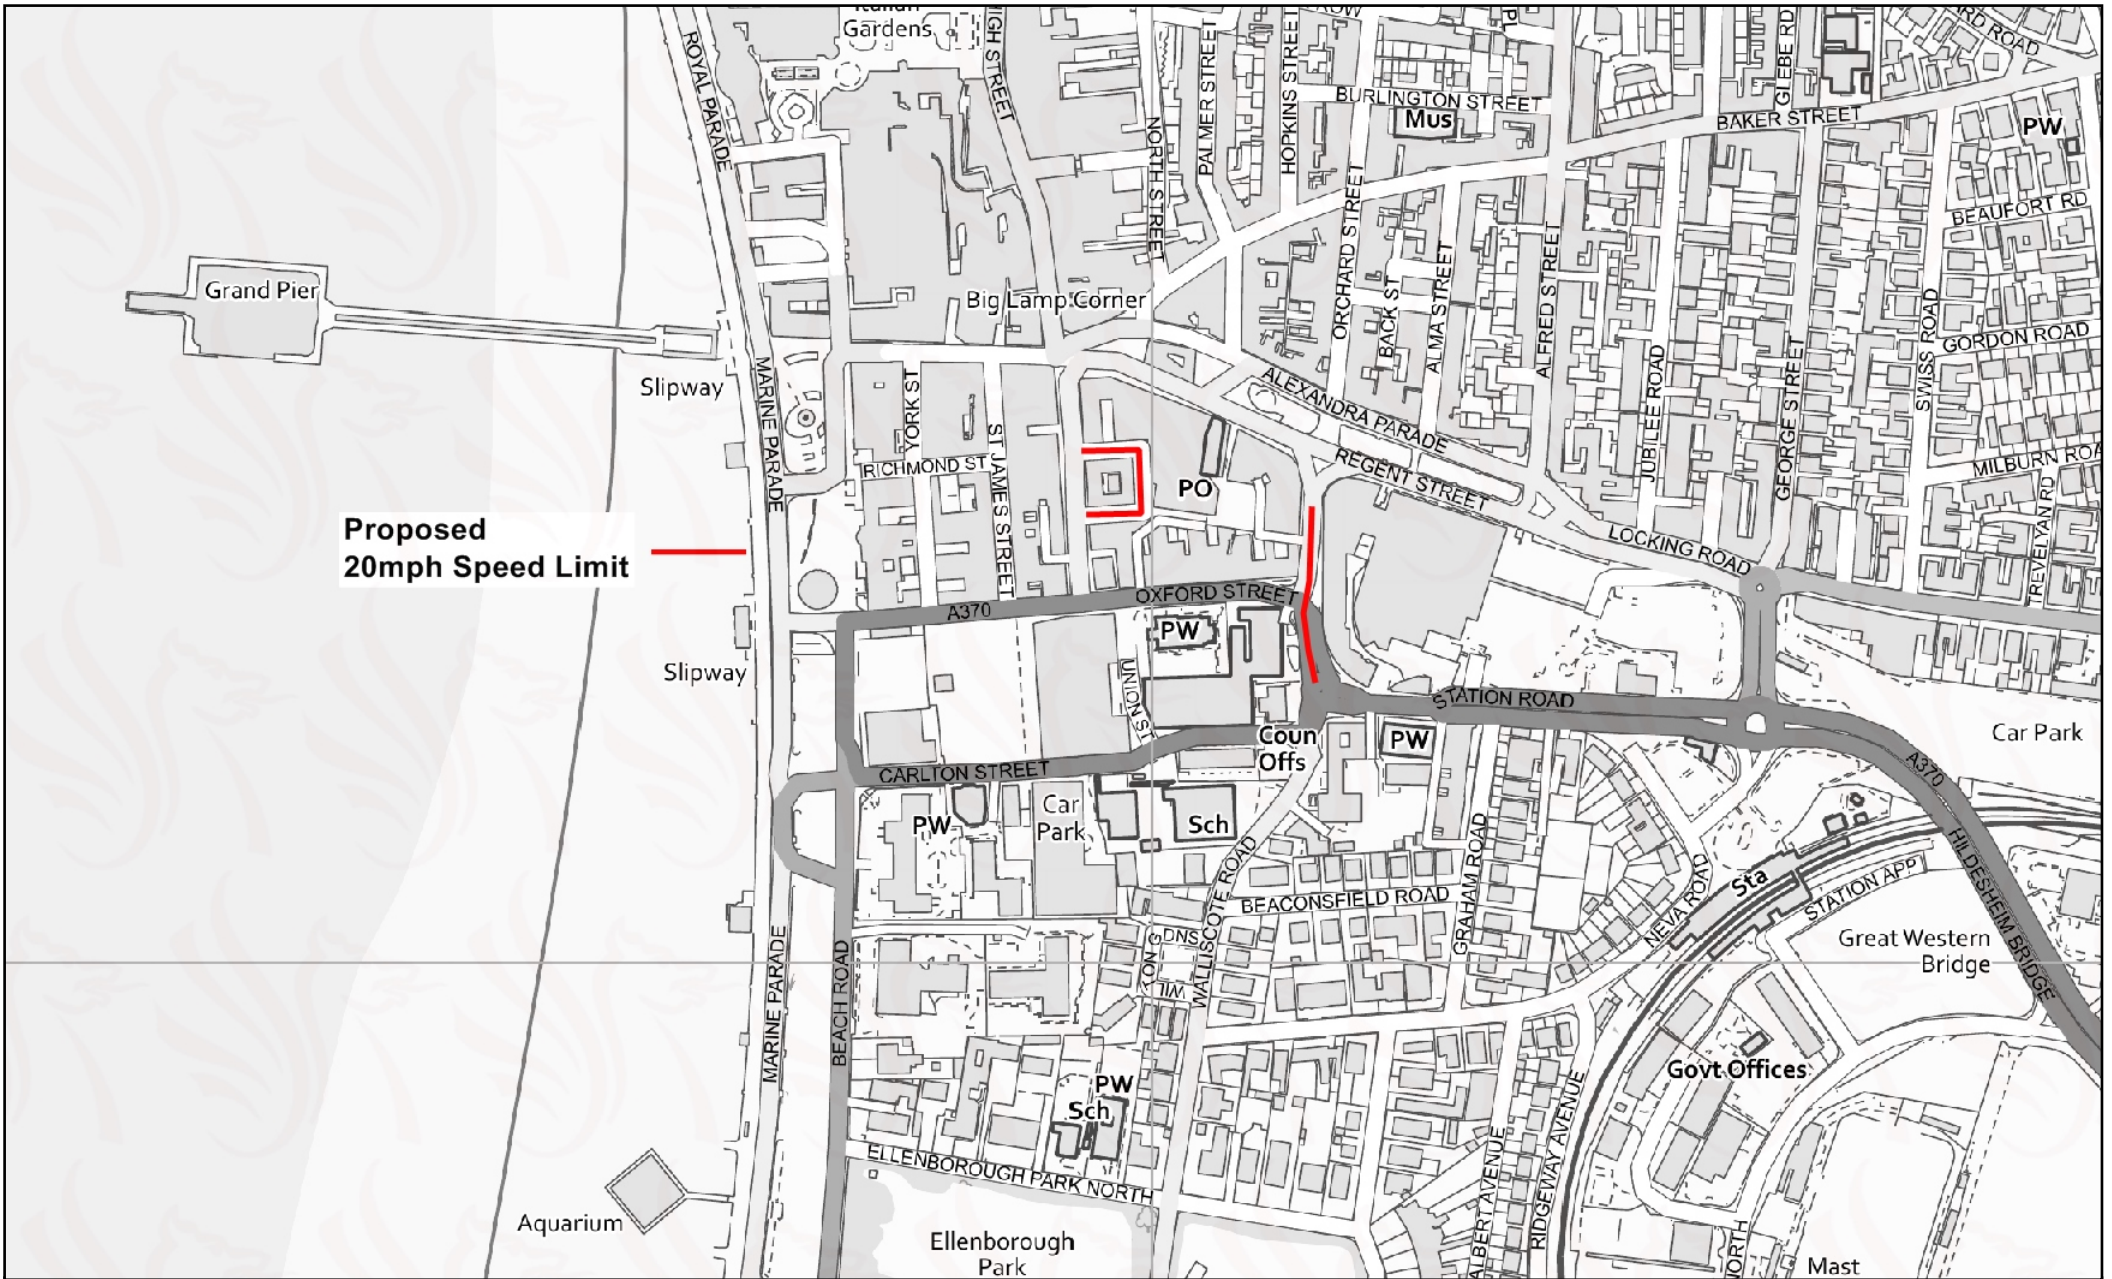 Italian
Gardens
ROYAL PARADE
HIGH STREET
NORTH STREET
PALMER STREET
HOPKINS STREET
BURLINGTON STREET
Mus
ORCHARD STREET
BACK ST
ALMA STREET
ALFRED STREET
GLEBE RD
ARD ROAD
BAKER STREET
PW
BEAUFORT RD
SWISS ROAD
GORDON ROAD
JUBILEE ROAD
GEORGE STREET
MILBURN ROA
TREVELYAN RD
Grand Pier
Big Lamp Corner
Slipway
MARINE PARADE
YORK ST
RICHMOND ST
ST JAMES STREET
ALEXANDRA PARADE
REGENT STREET
PO
LOCKING ROAD
Proposed
20mph Speed Limit
A370
OXFORD STREET
PW
UNION ST
Slipway
STATION ROAD
Coun
Offs
PW
Car Park
A370
CARLTON STREET
PW
Car
Park
Sch
WALLISCOTE ROAD
BEACONSFIELD ROAD
GRAHAM ROAD
NEVA ROAD
Sta
STATION APP
HILDESHEIM BRIDGE
Great Western
Bridge
MARINE PARADE
BEACH ROAD
WILTON
GDNS
PW
Sch
Govt Offices
ELLENBOROUGH PARK NORTH
ALBERT AVENUE
RIDGEWAY AVENUE
NORTH
Aquarium
Ellenborough
Park
Mast